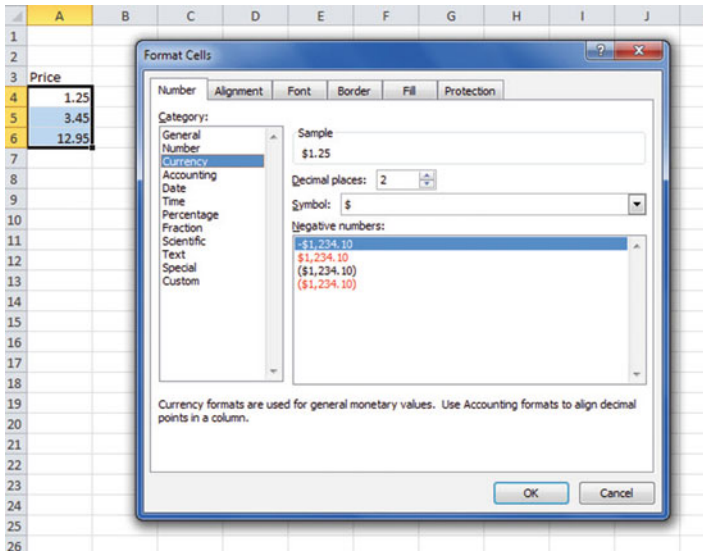 A B C D E F G H I J
1
2
3 Price
4 1.25
5 3.45
6 12.95
7
8
9
10
11
12
13
14
15
16
17
18
19
20
21
22
23
24
25
26
Format Cells
Number Alignment Font Border Fill Protection
Category:
General
Number
Currency
Accounting
Date
Time
Percentage
Fraction
Scientific
Text
Special
Custom
Sample
$1.25
Decimal places: 2
Symbol: $
Negative numbers:
-$1,234.10
$1,234.10
($1,234.10)
($1,234.10)
Currency formats are used for general monetary values. Use Accounting formats to align decimal
points in a column.
OK Cancel